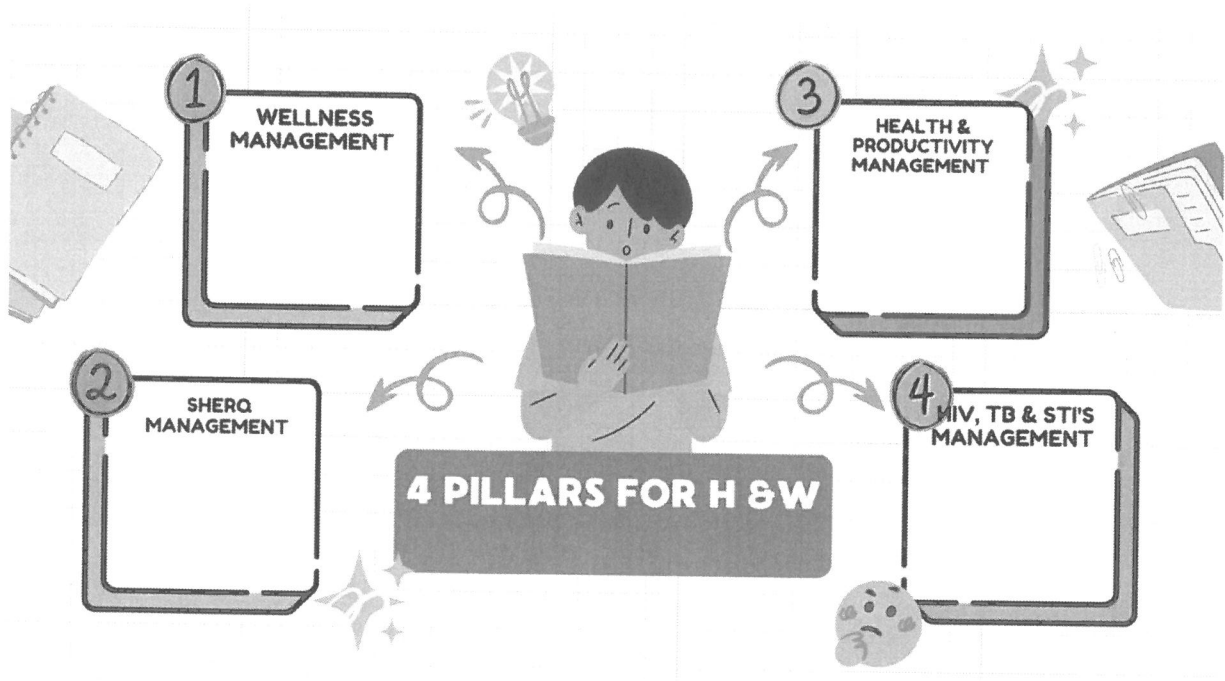 1
WELLNESS
MANAGEMENT
2
SHERQ
MANAGEMENT
3
HEALTH &
PRODUCTIVITY
MANAGEMENT
4
HIV, TB & STI'S
MANAGEMENT
4 PILLARS FOR H &W